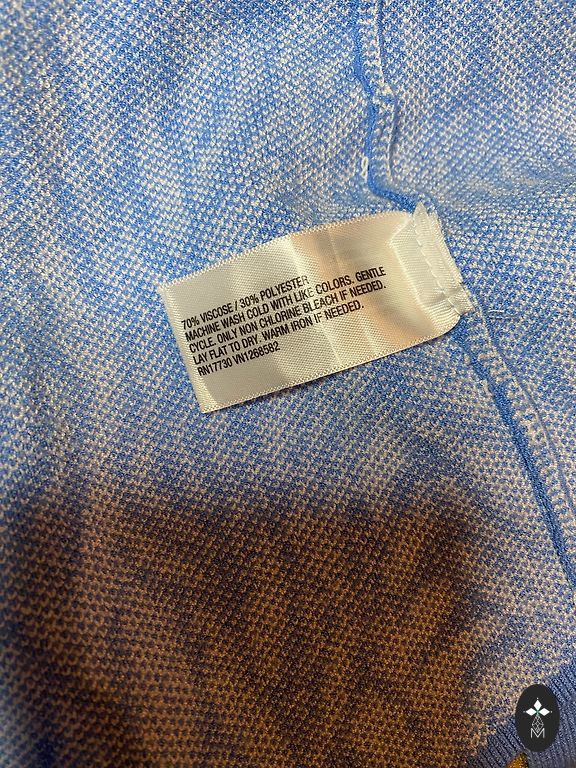 70% VISCOSE / 30% POLYESTER
MACHINE WASH COLD WITH LIKE COLORS. GENTLE
CYCLE. ONLY NON CHLORINE BLEACH IF NEEDED.
LAY FLAT TO DRY. WARM IRON IF NEEDED.
RN17730 VN1268582
M